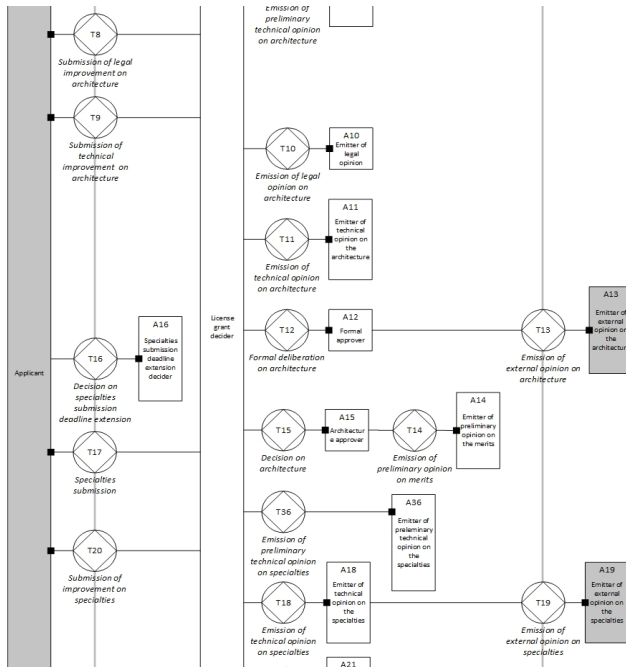 Emission of
preliminary
technical opinion
on architecture
T8
Submission of legal
improvement on
architecture
T9
Submission of
technical
improvement on
architecture
T10
Emission of legal
opinion on
architecture
A10
Emitter of
legal
opinion
T11
Emission of
technical opinion
on architecture
A11
Emitter of
technical
opinion on
the
architecture
License
grant
decider
T12
Formal deliberation
on architecture
A12
Formal
approver
T13
Emission of
external opinion on
architecture
A13
Emitter of
external
opinion on
the
architectur
Applicant
T16
Decision on
specialties
submission
deadline extension
A16
Specialties
submission
deadline
extension
decider
T15
Decision on
architecture
A15
Architectur
e approver
T14
Emission of
preliminary opinion
on merits
A14
Emitter of
preliminary
opinion on
the merits
T17
Specialties
submission
T36
Emission of
preliminary
technical opinion
on specialties
A36
Emitter of
prelaminary
technical
opinion on
the
specialties
T20
Submission of
improvement on
specialties
T18
Emission of
technical opinion
on specialties
A18
Emitter of
technical
opinion on
the
specialties
T19
Emission of
external opinion on
specialties
A19
Emitter of
external
opinion on
the
specialties
A21